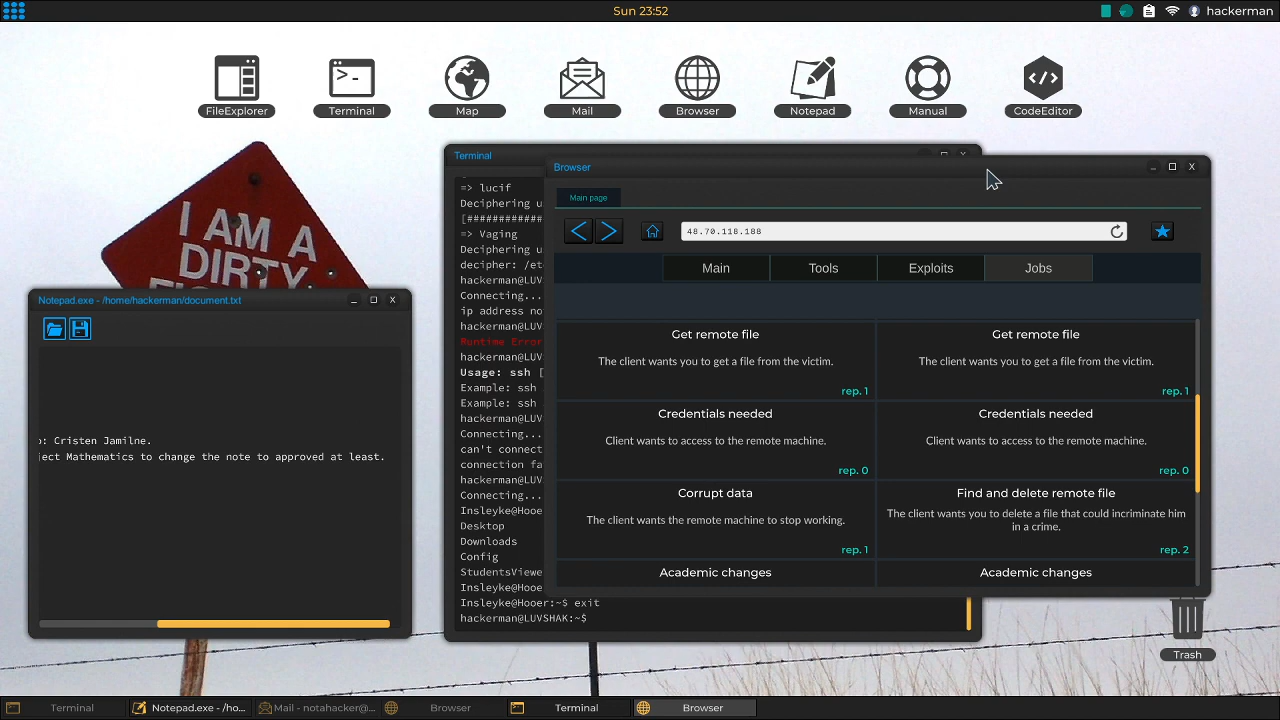 Sun 23:52
hackerman
FileExplorer
Terminal
Map
Mail
Browser
Notepad
Manual
CodeEditor
I AM A
DIRTY
Notepad.exe - /home/hackerman/document.txt
_ X
o: Cristen Jamilne.
ject Mathematics to change the note to approved at least.
Terminal
=> lucif
Deciphering u
[############
=> Vaging
Deciphering u
decipher: /et
hackerman@LUV
Connecting...
ip address no
hackerman@LUV
Runtime Error
hackerman@LUV
Usage: ssh [
Example: ssh
Example: ssh
hackerman@LUV
Connecting...
can't connect
connection fa
hackerman@LUV
Connecting...
Insleyke@Hooe
Desktop
Downloads
Config
StudentsViewe
Insleyke@Hooe
Insleyke@Hooer:~$ exit
hackerman@LUVSHAK:~$
Browser
_ X
Main page
48.70.118.188
Main
Tools
Exploits
Jobs
Get remote file
The client wants you to get a file from the victim.
rep. 1
Get remote file
The client wants you to get a file from the victim.
rep. 1
Credentials needed
Client wants to access to the remote machine.
rep. 0
Credentials needed
Client wants to access to the remote machine.
rep. 0
Corrupt data
The client wants the remote machine to stop working.
rep. 1
Find and delete remote file
The client wants you to delete a file that could incriminate him
in a crime.
rep. 2
Academic changes
Academic changes
Trash
Terminal
Notepad.exe - /ho...
Mail - notahacker@...
Browser
Terminal
Browser